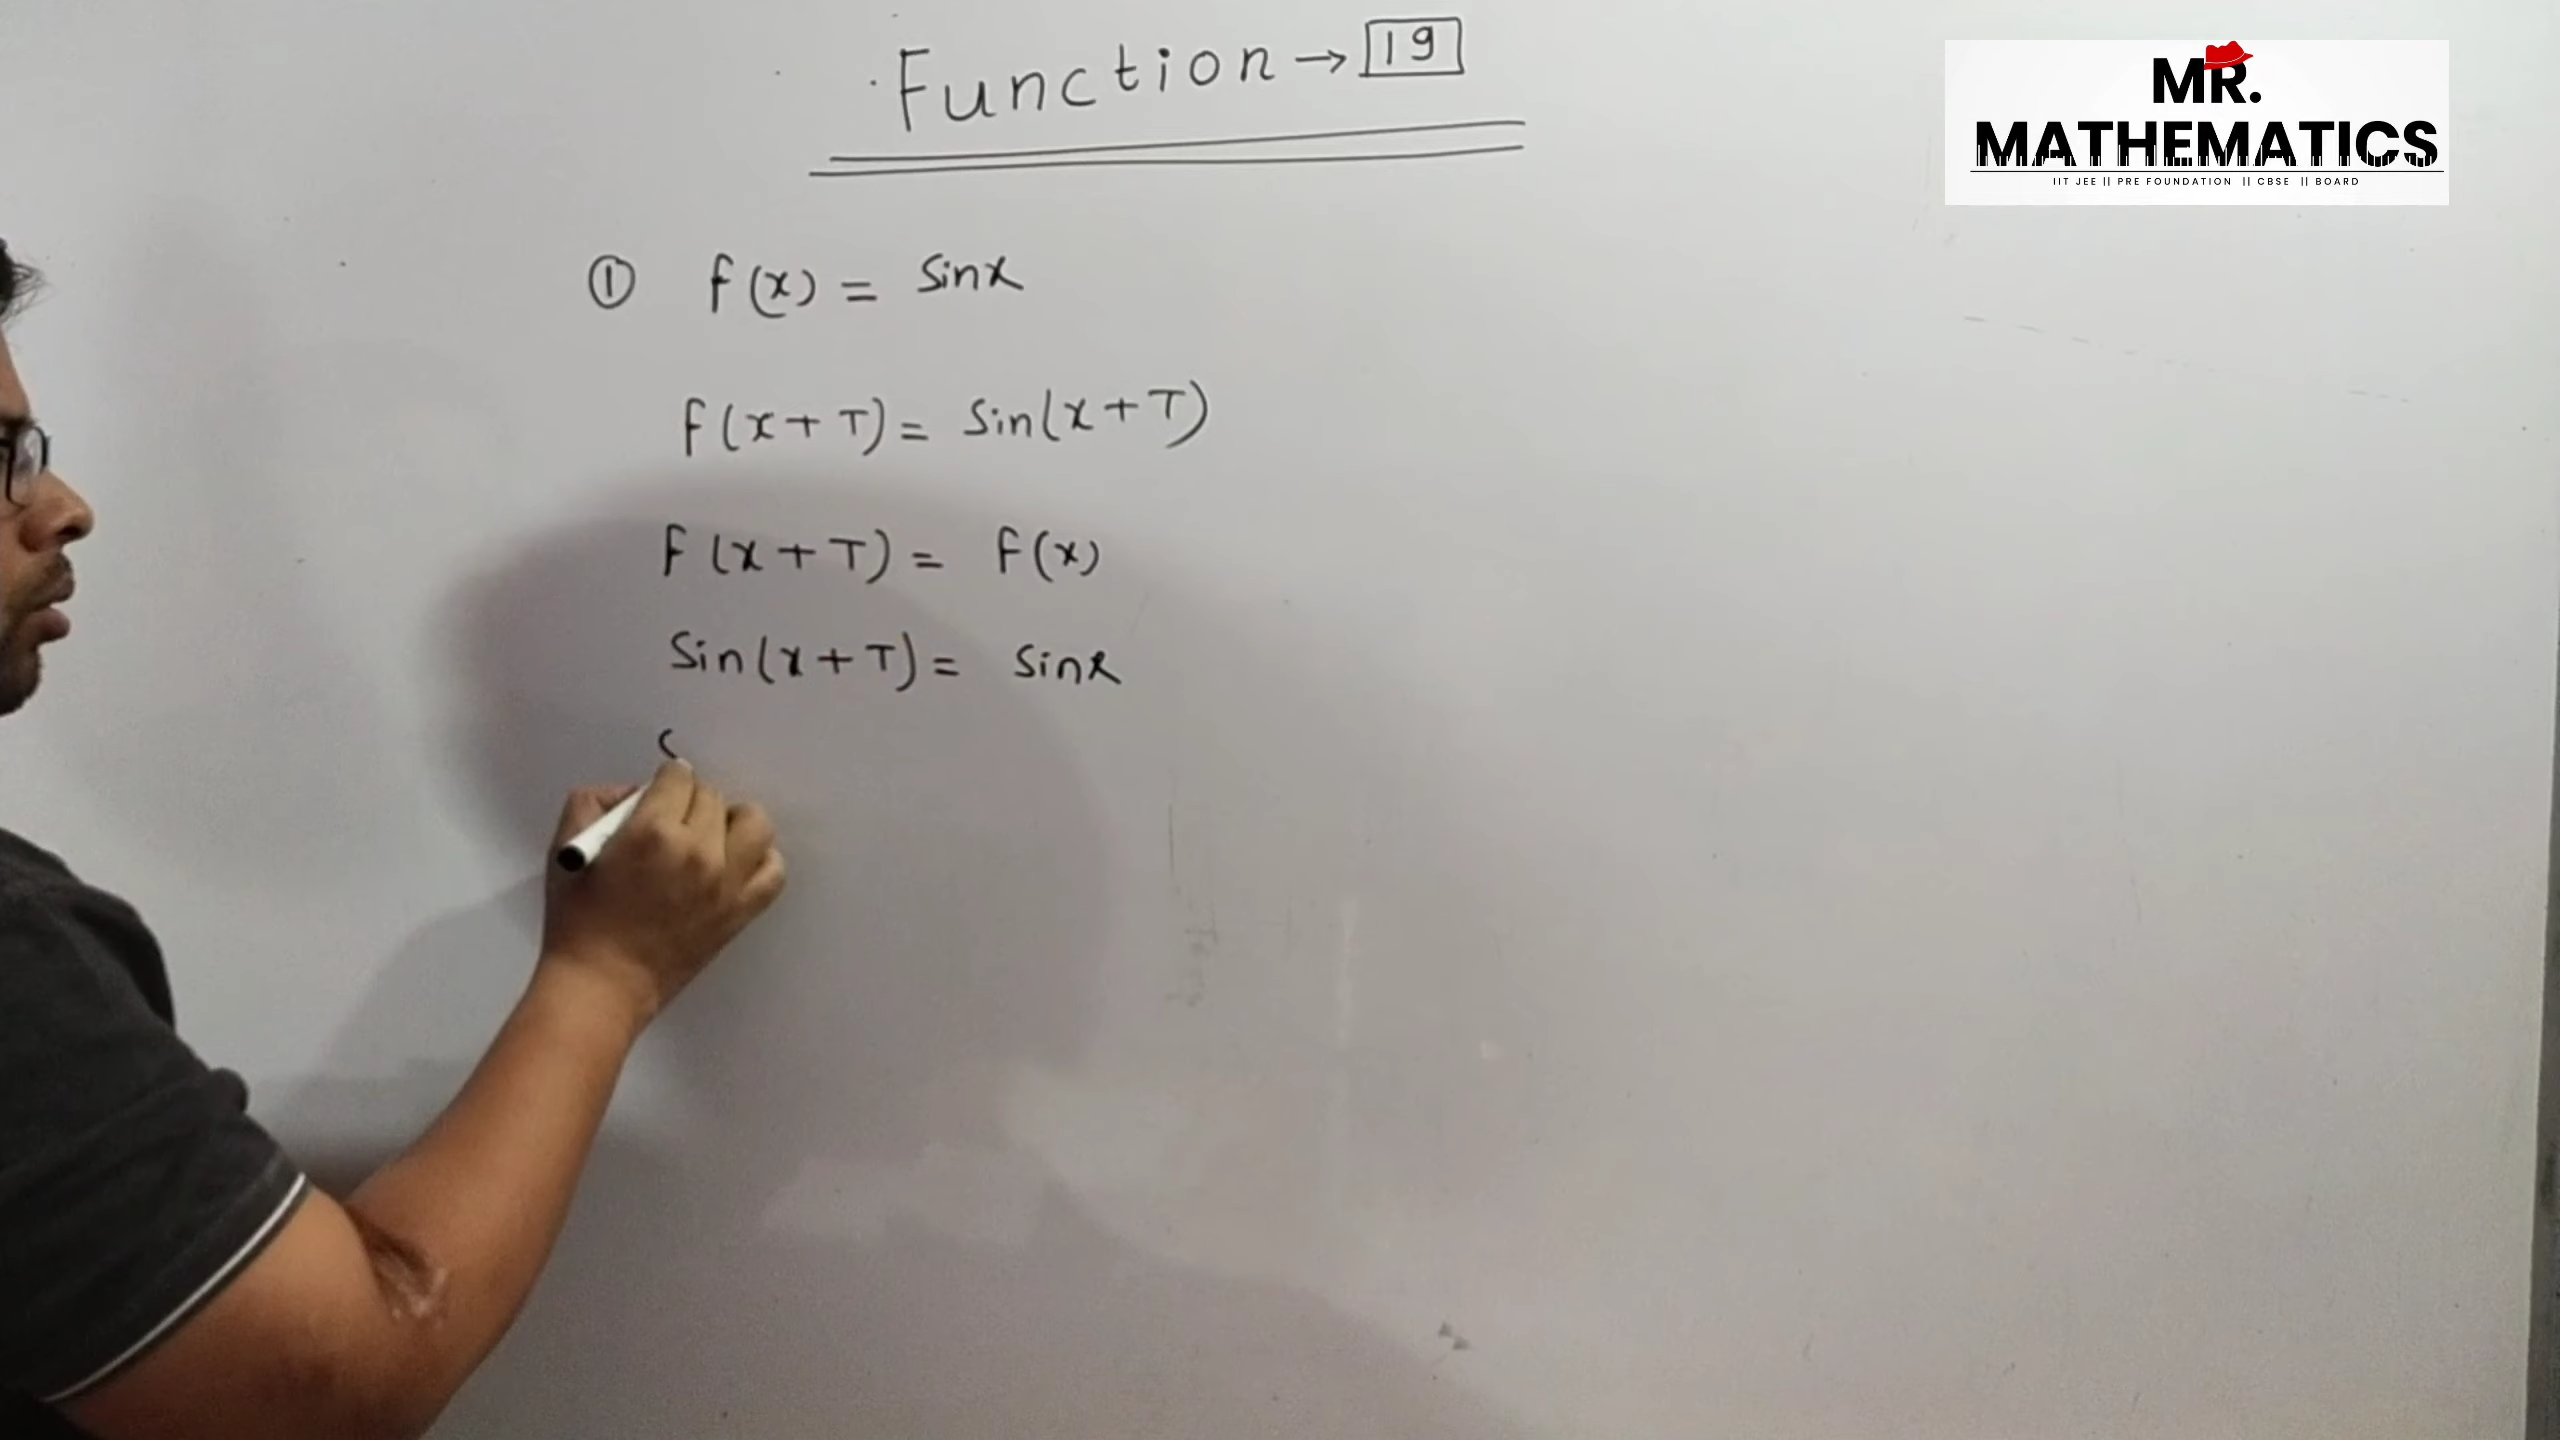 Function → 19
MR.
MATHEMATICS
IIT JEE || PRE FOUNDATION || CBSE || BOARD
① f(x) = sinx
f(x+T) = sin(x+T)
f(x+T) = f(x)
sin(x+T) = sinx